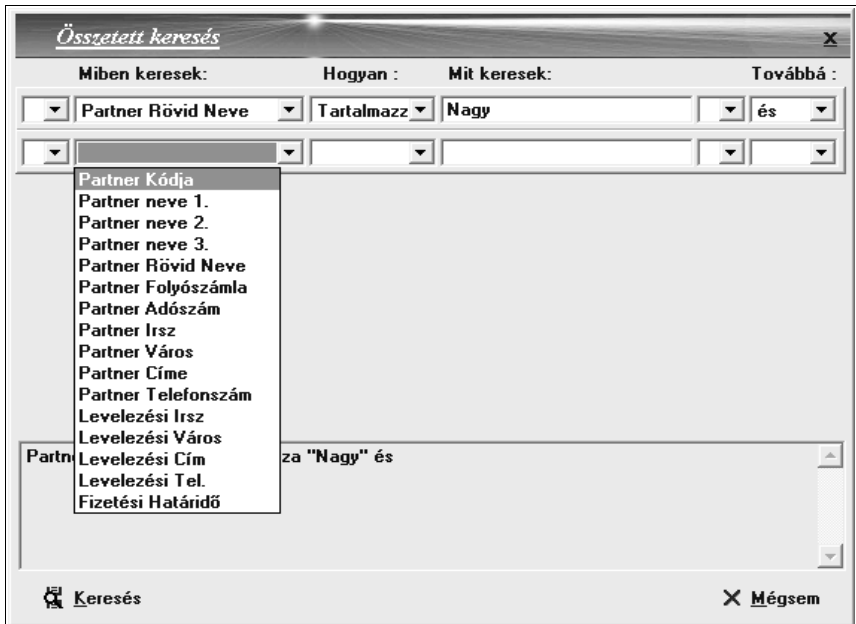 Összetett keresés x
Miben keresek: Hogyan : Mit keresek: Továbbá :
Partner Rövid Neve Tartalmazz Nagy és
Partner Kódja
Partner neve 1.
Partner neve 2.
Partner neve 3.
Partner Rövid Neve
Partner Folyószámla
Partner Adószám
Partner Irsz
Partner Város
Partner Címe
Partner Telefonszám
Levelezési Irsz
Levelezési Város
Levelezési Cím
Levelezési Tel.
Fizetési Határidő
Partn za "Nagy" és
Keresés Mégsem